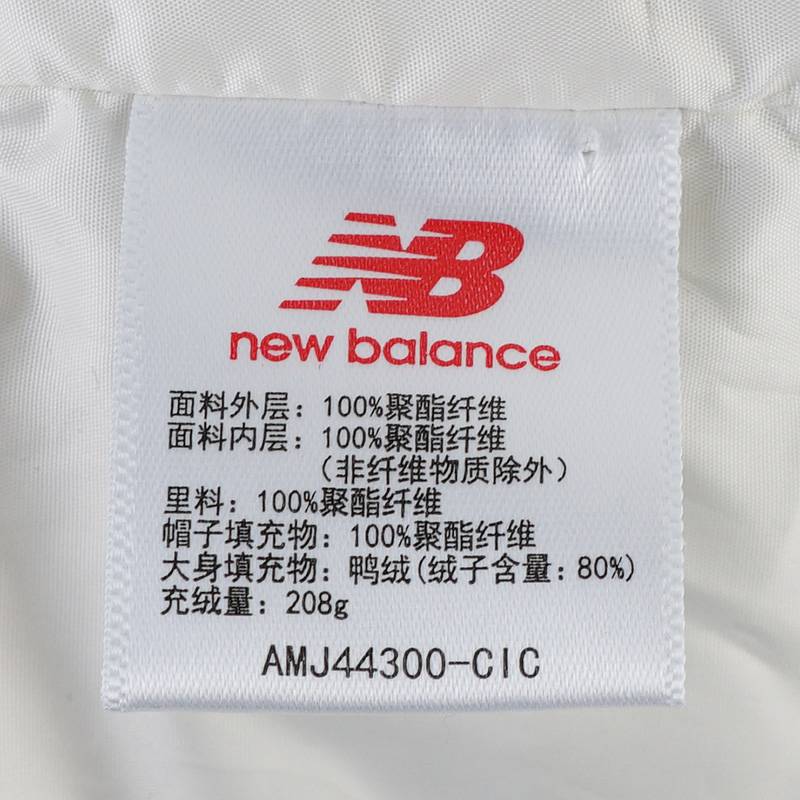 NB
new balance
面料外层：100%聚酯纤维
面料内层：100%聚酯纤维
（非纤维物质除外）
里料：100%聚酯纤维
帽子填充物：100%聚酯纤维
大身填充物：鸭绒(绒子含量：80%)
充绒量：208g
AMJ44300-CIC